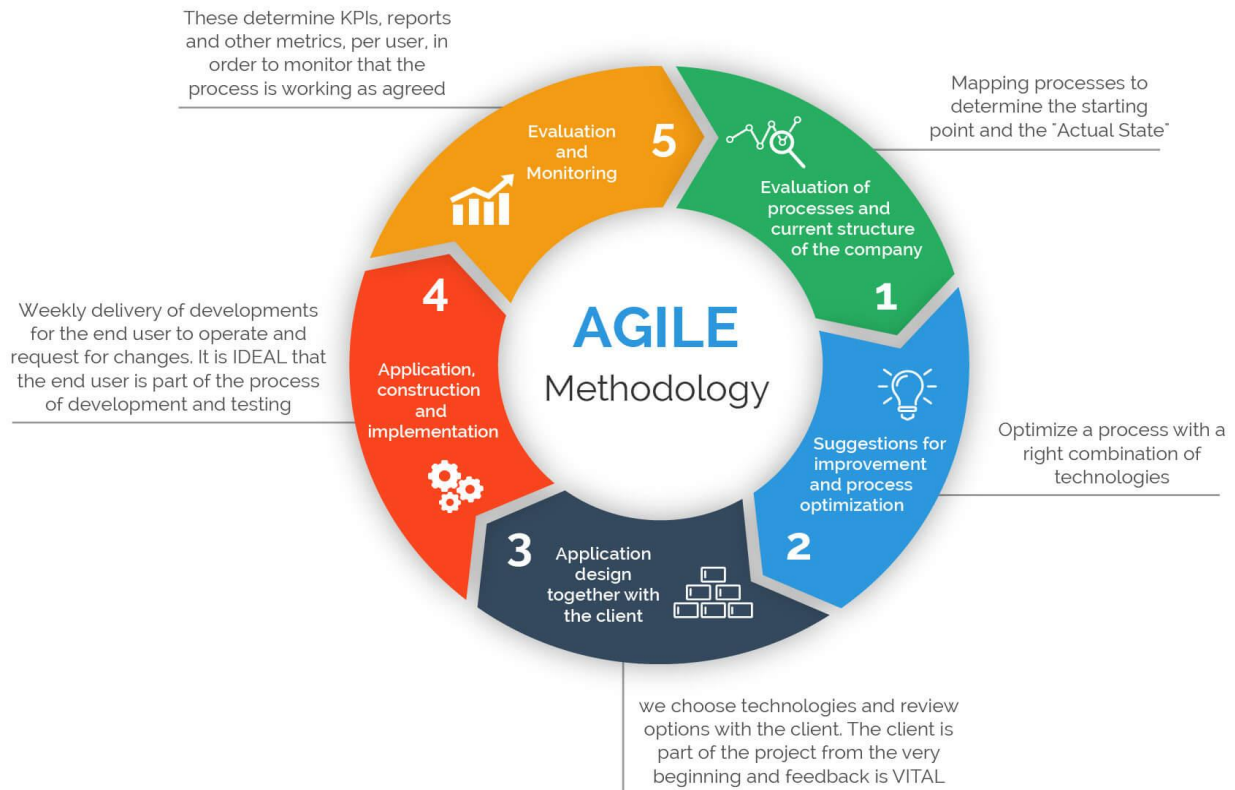 These determine KPIs, reports
and other metrics, per user, in
order to monitor that the
process is working as agreed
Mapping processes to
determine the starting
point and the "Actual State"
Evaluation
and
Monitoring
5
Evaluation of
processes and
current structure
of the company
1
4
Weekly delivery of developments
for the end user to operate and
request for changes. It is IDEAL that
the end user is part of the process
of development and testing
Application,
construction
and
implementation
AGILE
Methodology
Suggestions for
improvement
and process
optimization
2
Optimize a process with a
right combination of
technologies
3
Application
design
together with
the client
we choose technologies and review
options with the client. The client is
part of the project from the very
beginning and feedback is VITAL